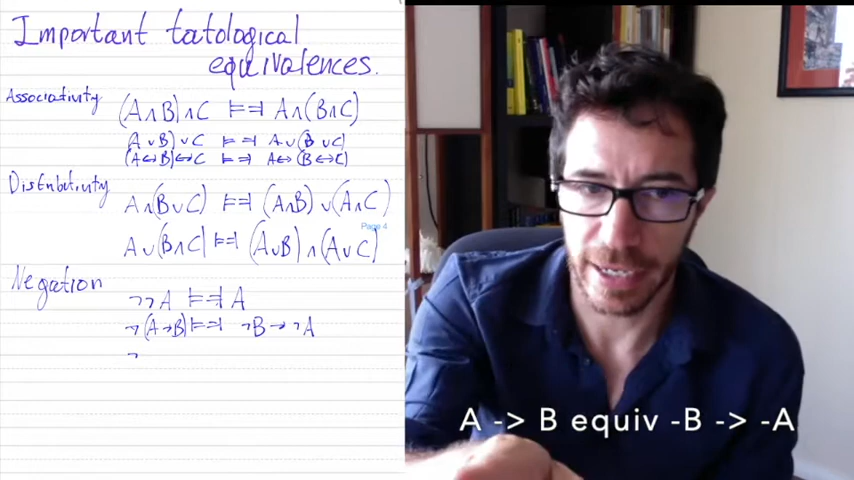 Important tatological
equivalences.
Associativity (A∧B)∧C ⊨⫤ A∧(B∧C)
(A∨B)∨C ⊨⫤ A∨(B∨C)
(A↔B)↔C ⊨⫤ A↔(B↔C)
Distributivity
A∧(B∨C) ⊨⫤ (A∧B)∨(A∧C)
Page 4
A∨(B∧C) ⊨⫤ (A∨B)∧(A∨C)
Negation
¬¬A ⊨⫤ A
¬(A→B) ⊨⫤ ¬B→¬A
¬
A -> B equiv -B -> -A